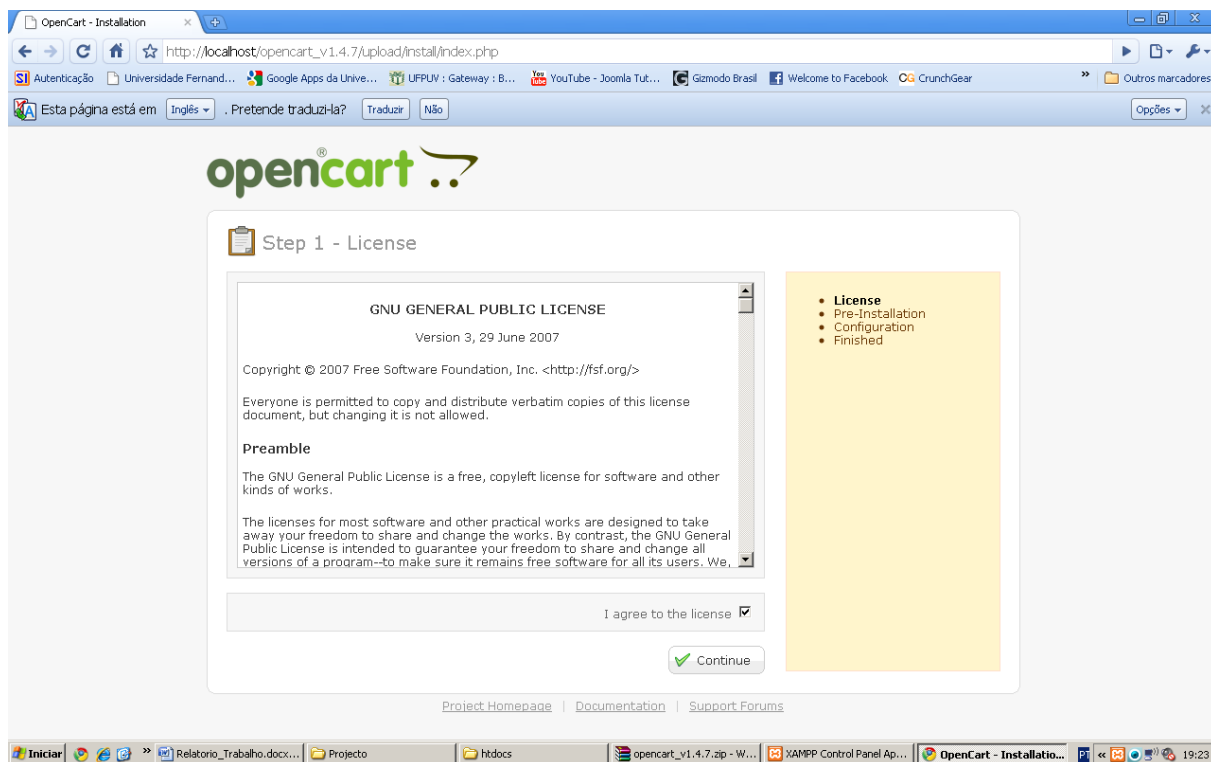 OpenCart - Installation
http://localhost/opencart_v1.4.7/upload/install/index.php
Autenticação Universidade Fernand... Google Apps da Unive... UFPUV : Gateway : B... YouTube - Joomla Tut... Gizmodo Brasil Welcome to Facebook CrunchGear » Outros marcadores
Esta página está em Inglês . Pretende traduzi-la? Traduzir Não Opções
opencart®
Step 1 - License
GNU GENERAL PUBLIC LICENSE
Version 3, 29 June 2007
Copyright © 2007 Free Software Foundation, Inc. <http://fsf.org/>
Everyone is permitted to copy and distribute verbatim copies of this license
document, but changing it is not allowed.
Preamble
The GNU General Public License is a free, copyleft license for software and other
kinds of works.
The licenses for most software and other practical works are designed to take
away your freedom to share and change the works. By contrast, the GNU General
Public License is intended to guarantee your freedom to share and change all
versions of a program--to make sure it remains free software for all its users. We,
I agree to the license
Continue
License
Pre-Installation
Configuration
Finished
Project Homepage | Documentation | Support Forums
Iniciar » Relatorio_Trabalho.docx... Projecto htdocs opencart_v1.4.7.zip - W... XAMPP Control Panel Ap... OpenCart - Installatio... PT « 19:23